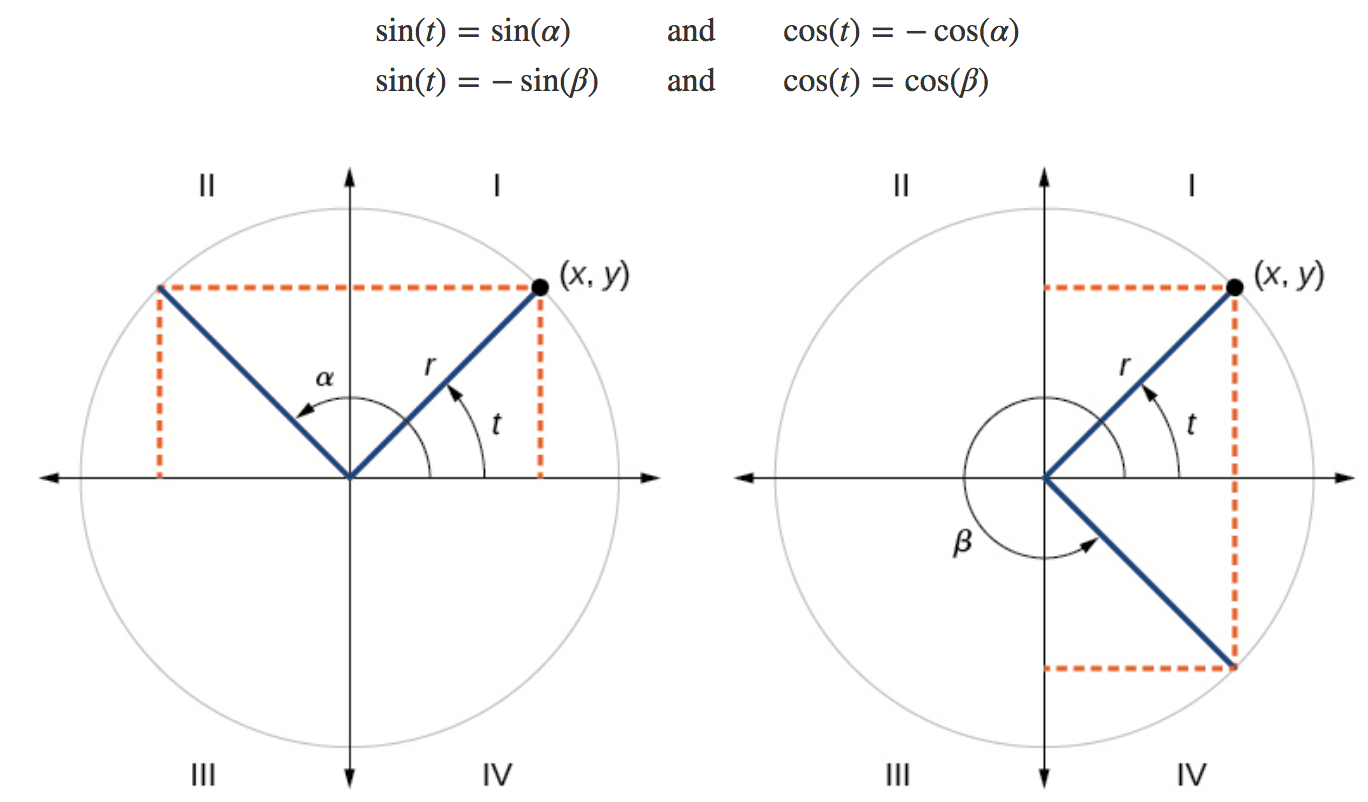 sin(t) = sin(α) and cos(t) = − cos(α)
sin(t) = − sin(β) and cos(t) = cos(β)
II I
(x, y)
α r t
III IV
II I
(x, y)
r t
β
III IV